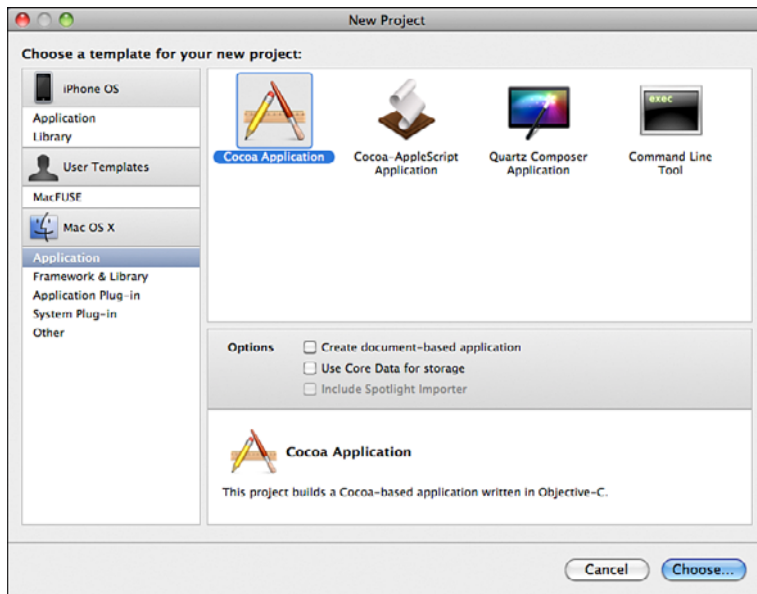 New Project
Choose a template for your new project:
iPhone OS
Application
Library
User Templates
MacFUSE
Mac OS X
Application
Framework & Library
Application Plug-in
System Plug-in
Other
Cocoa Application
Cocoa-AppleScript
Application
Quartz Composer
Application
exec
Command Line
Tool
Options
Create document-based application
Use Core Data for storage
Include Spotlight Importer
Cocoa Application
This project builds a Cocoa-based application written in Objective-C.
Cancel
Choose...